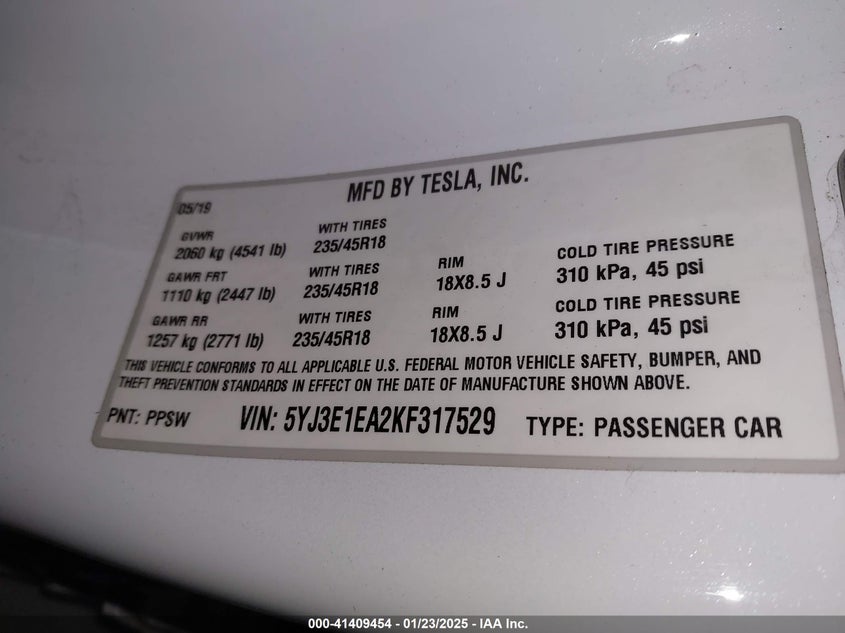 MFD BY TESLA, INC.
05/19
GVWR WITH TIRES
2060 kg (4541 lb) 235/45R18
GAWR FRT WITH TIRES RIM COLD TIRE PRESSURE
1110 kg (2447 lb) 235/45R18 18X8.5 J 310 kPa, 45 psi
GAWR RR WITH TIRES RIM COLD TIRE PRESSURE
1257 kg (2771 lb) 235/45R18 18X8.5 J 310 kPa, 45 psi
THIS VEHICLE CONFORMS TO ALL APPLICABLE U.S. FEDERAL MOTOR VEHICLE SAFETY, BUMPER, AND
THEFT PREVENTION STANDARDS IN EFFECT ON THE DATE OF MANUFACTURE SHOWN ABOVE.
PNT: PPSW VIN: 5YJ3E1EA2KF317529 TYPE: PASSENGER CAR
000-41409454 - 01/23/2025 - IAA Inc.